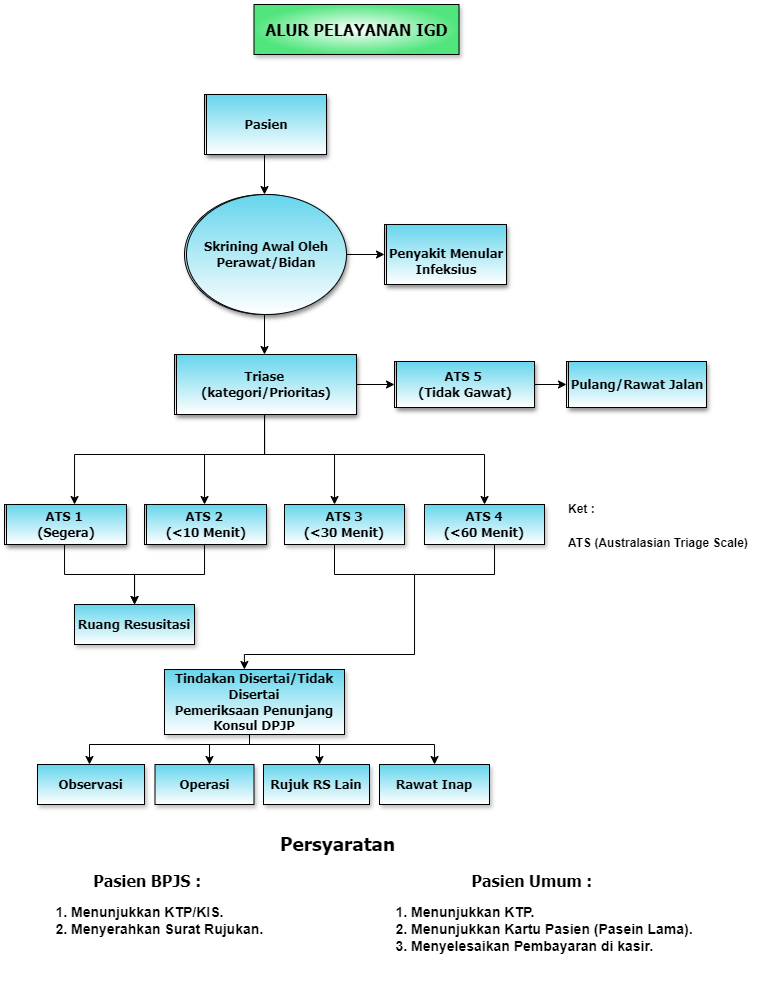 ALUR PELAYANAN IGD
Pasien
Skrining Awal Oleh
Perawat/Bidan
Penyakit Menular
Infeksius
Triase
(kategori/Prioritas)
ATS 5
(Tidak Gawat)
Pulang/Rawat Jalan
ATS 1
(Segera)
ATS 2
(<10 Menit)
ATS 3
(<30 Menit)
ATS 4
(<60 Menit)
Ket :
ATS (Australasian Triage Scale)
Ruang Resusitasi
Tindakan Disertai/Tidak
Disertai
Pemeriksaan Penunjang
Konsul DPJP
Observasi
Operasi
Rujuk RS Lain
Rawat Inap
Persyaratan
Pasien BPJS :
1. Menunjukkan KTP/KIS.
2. Menyerahkan Surat Rujukan.
Pasien Umum :
1. Menunjukkan KTP.
2. Menunjukkan Kartu Pasien (Pasein Lama).
3. Menyelesaikan Pembayaran di kasir.